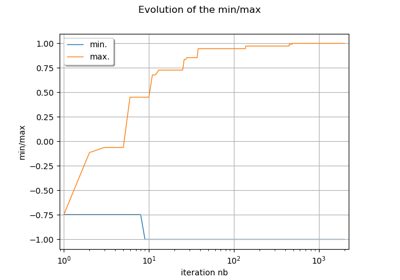 Evolution of the min/max
min.
max.
1.00
0.75
0.50
0.25
0.00
−0.25
−0.50
−0.75
−1.00
min/max
10⁰
10¹
10²
10³
iteration nb